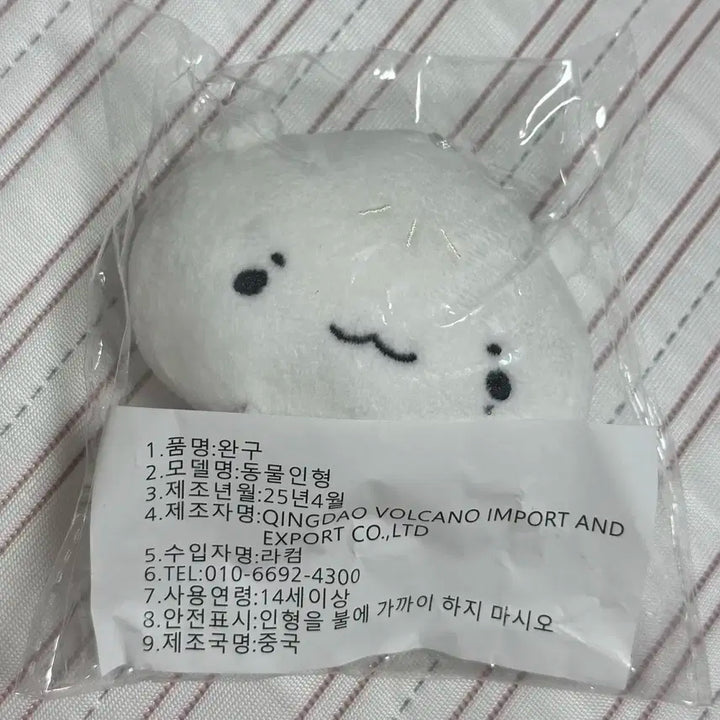 1.품명:완구
2.모델명:동물인형
3.제조년월:25년4월
4.제조자명:QINGDAO VOLCANO IMPORT AND
EXPORT CO.,LTD
5.수입자명:라컴
6.TEL:010-6692-4300
7.사용연령:14세이상
8.안전표시:인형을 불에 가까이 하지 마시오
9.제조국명:중국